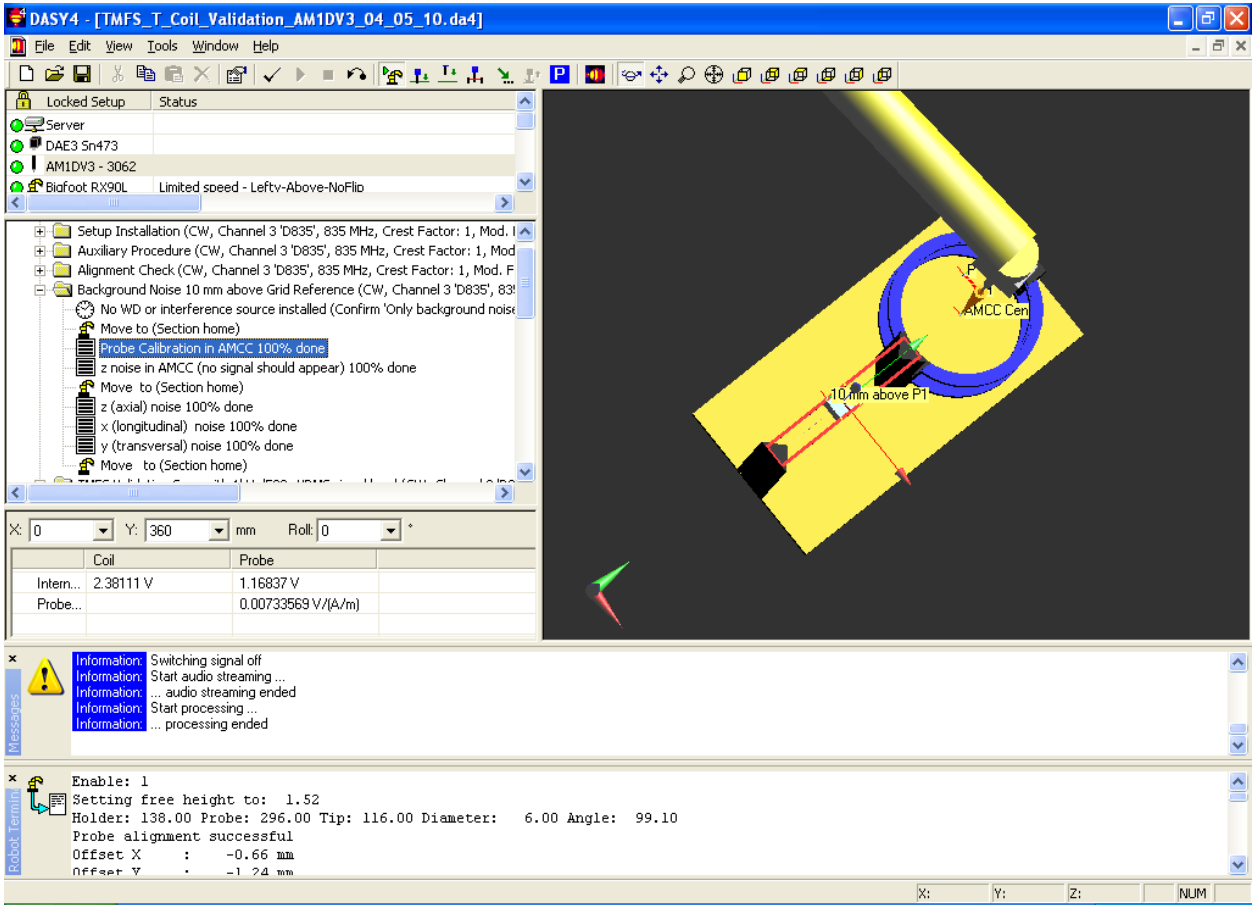 DASY4 - [TMFS_T_Coil_Validation_AM1DV3_04_05_10.da4]
File Edit View Tools Window Help
Locked Setup Status
Server
DAE3 Sn473
AM1DV3 - 3062
Bigfoot RX90L Limited speed - Lefty-Above-NoFlip
Setup Installation (CW, Channel 3 'D835', 835 MHz, Crest Factor: 1, Mod.
Auxiliary Procedure (CW, Channel 3 'D835', 835 MHz, Crest Factor: 1, Mod
Alignment Check (CW, Channel 3 'D835', 835 MHz, Crest Factor: 1, Mod. F
Background Noise 10 mm above Grid Reference (CW, Channel 3 'D835', 83
No WD or interference source installed (Confirm 'Only background noise
Move to (Section home)
Probe Calibration in AMCC 100% done
z noise in AMCC (no signal should appear) 100% done
Move to (Section home)
z (axial) noise 100% done
x (longitudinal) noise 100% done
y (transversal) noise 100% done
Move to (Section home)
AMCC Cen
10 mm above P1
X: 0 Y: 360 mm Roll: 0 °
Coil Probe
Intern... 2.38111 V 1.16837 V
Probe... 0.00733569 V/(A/m)
Messages
Information: Switching signal off
Information: Start audio streaming ...
Information: ... audio streaming ended
Information: Start processing ...
Information: ... processing ended
Robot Termin
Enable: 1
Setting free height to: 1.52
Holder: 138.00 Probe: 296.00 Tip: 116.00 Diameter: 6.00 Angle: 99.10
Probe alignment successful
Offset X : -0.66 mm
Offset Y : -1.24 mm
X: Y: Z: NUM